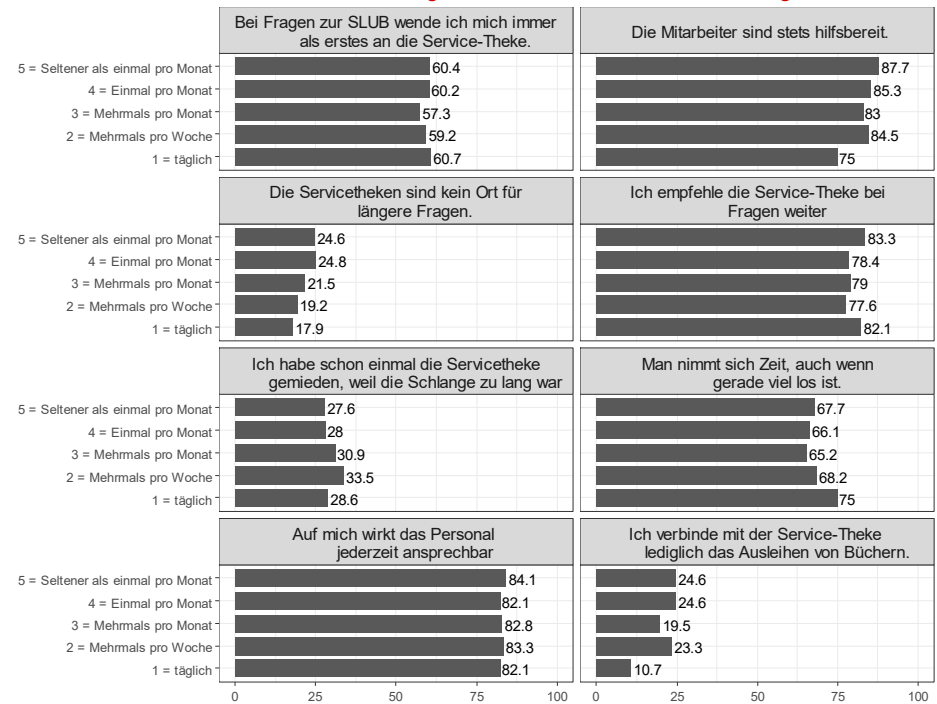 Bei Fragen zur SLUB wende ich mich immer
als erstes an die Service-Theke.
5 = Seltener als einmal pro Monat
60.4
4 = Einmal pro Monat
60.2
3 = Mehrmals pro Monat
57.3
2 = Mehrmals pro Woche
59.2
1 = täglich
60.7
Die Mitarbeiter sind stets hilfsbereit.
87.7
85.3
83
84.5
75
Die Servicetheken sind kein Ort für
längere Fragen.
5 = Seltener als einmal pro Monat
24.6
4 = Einmal pro Monat
24.8
3 = Mehrmals pro Monat
21.5
2 = Mehrmals pro Woche
19.2
1 = täglich
17.9
Ich empfehle die Service-Theke bei
Fragen weiter
83.3
78.4
79
77.6
82.1
Ich habe schon einmal die Servicetheke
gemieden, weil die Schlange zu lang war
5 = Seltener als einmal pro Monat
27.6
4 = Einmal pro Monat
28
3 = Mehrmals pro Monat
30.9
2 = Mehrmals pro Woche
33.5
1 = täglich
28.6
Man nimmt sich Zeit, auch wenn
gerade viel los ist.
67.7
66.1
65.2
68.2
75
Auf mich wirkt das Personal
jederzeit ansprechbar
5 = Seltener als einmal pro Monat
84.1
4 = Einmal pro Monat
82.1
3 = Mehrmals pro Monat
82.8
2 = Mehrmals pro Woche
83.3
1 = täglich
82.1
0 25 50 75 100
Ich verbinde mit der Service-Theke
lediglich das Ausleihen von Büchern.
24.6
24.6
19.5
23.3
10.7
0 25 50 75 100